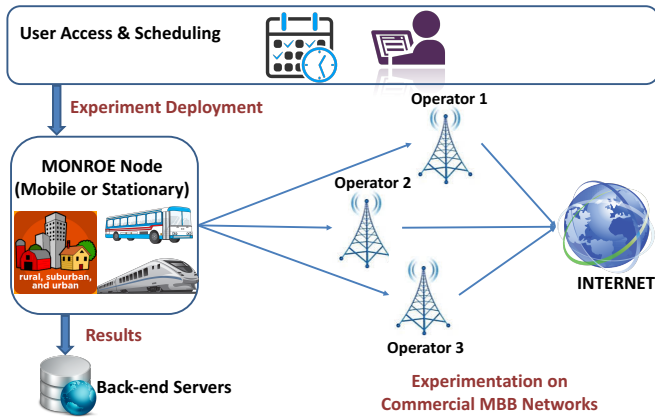 User Access & Scheduling
Experiment Deployment
Operator 1
MONROE Node
(Mobile or Stationary)
Operator 2
rural, suburban,
and urban
INTERNET
Results
Operator 3
Back-end Servers
Experimentation on
Commercial MBB Networks